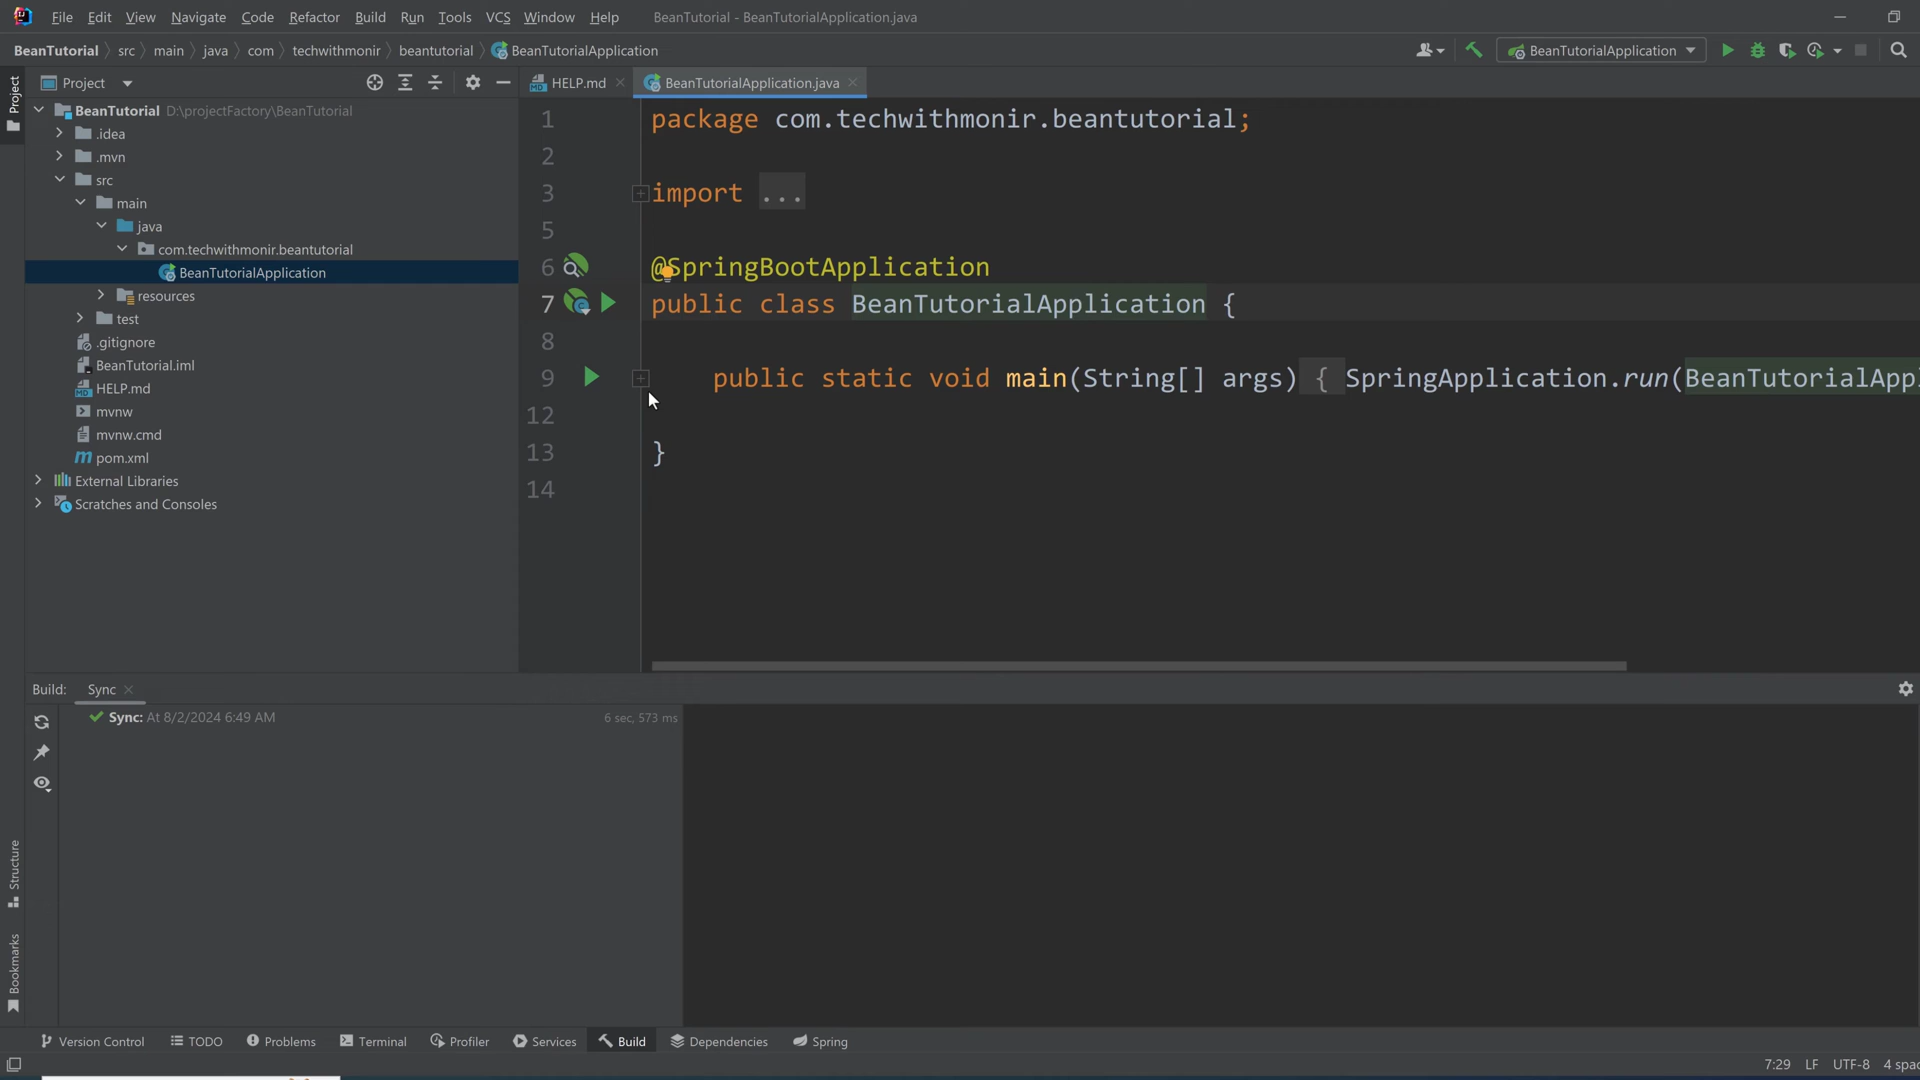 File Edit View Navigate Code Refactor Build Run Tools VCS Window Help BeanTutorial - BeanTutorialApplication.java
BeanTutorial src main java com techwithmonir beantutorial BeanTutorialApplication BeanTutorialApplication
Project
HELP.md BeanTutorialApplication.java
Project
BeanTutorial D:\projectFactory\BeanTutorial
.idea
.mvn
src
main
java
com.techwithmonir.beantutorial
BeanTutorialApplication
resources
test
.gitignore
BeanTutorial.iml
HELP.md
mvnw
mvnw.cmd
pom.xml
External Libraries
Scratches and Consoles
1 package com.techwithmonir.beantutorial;
2
3 import ...
5
6 @SpringBootApplication
7 public class BeanTutorialApplication {
8
9 public static void main(String[] args) { SpringApplication.run(BeanTutorialAppl
12
13 }
14
Build: Sync
Sync: At 8/2/2024 6:49 AM 6 sec, 573 ms
Structure
Bookmarks
Version Control TODO Problems Terminal Profiler Services Build Dependencies Spring
7:29 LF UTF-8 4 spac